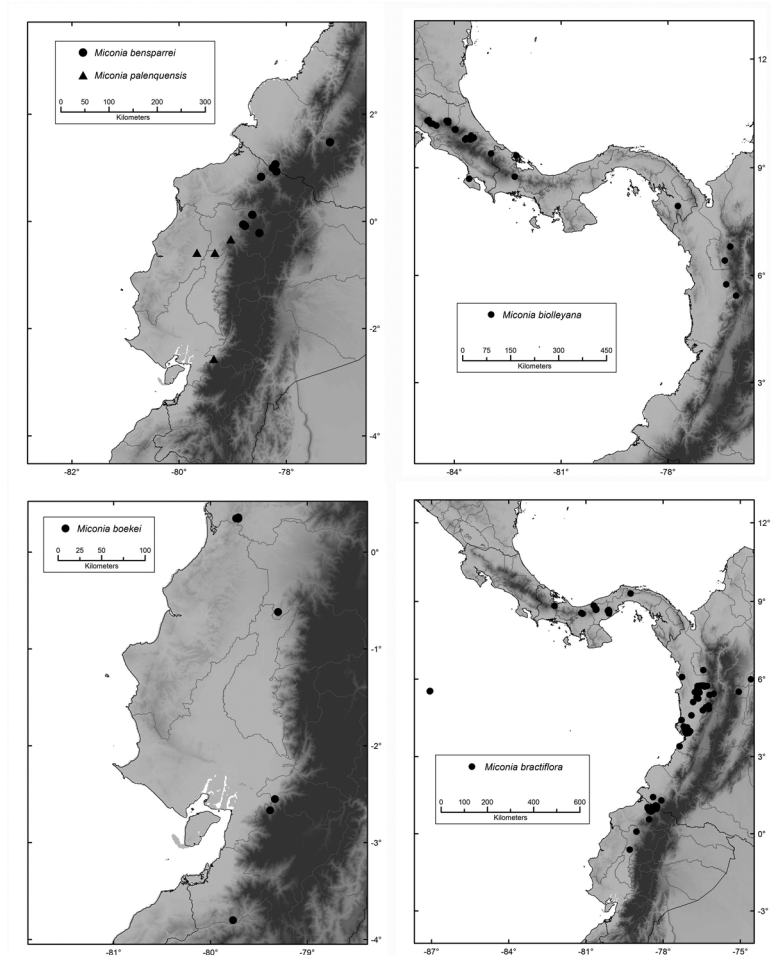 Miconia bensparrei
Miconia palenquensis
0 50 100 200 300
Kilometers
2°
0°
-2°
-4°
-82° -80° -78°
Miconia biolleyana
0 75 150 300 450
Kilometers
12
9°
6°
3°
-84° -81° -78°
Miconia boekei
0 25 50 100
Kilometers
0°
-1°
-2°
-3°
-4°
-81° -80° -79°
Miconia bractiflora
0 100 200 400 600
Kilometers
12°
9°
6°
3°
0°
-3°
-87° -84° -81° -78° -75°